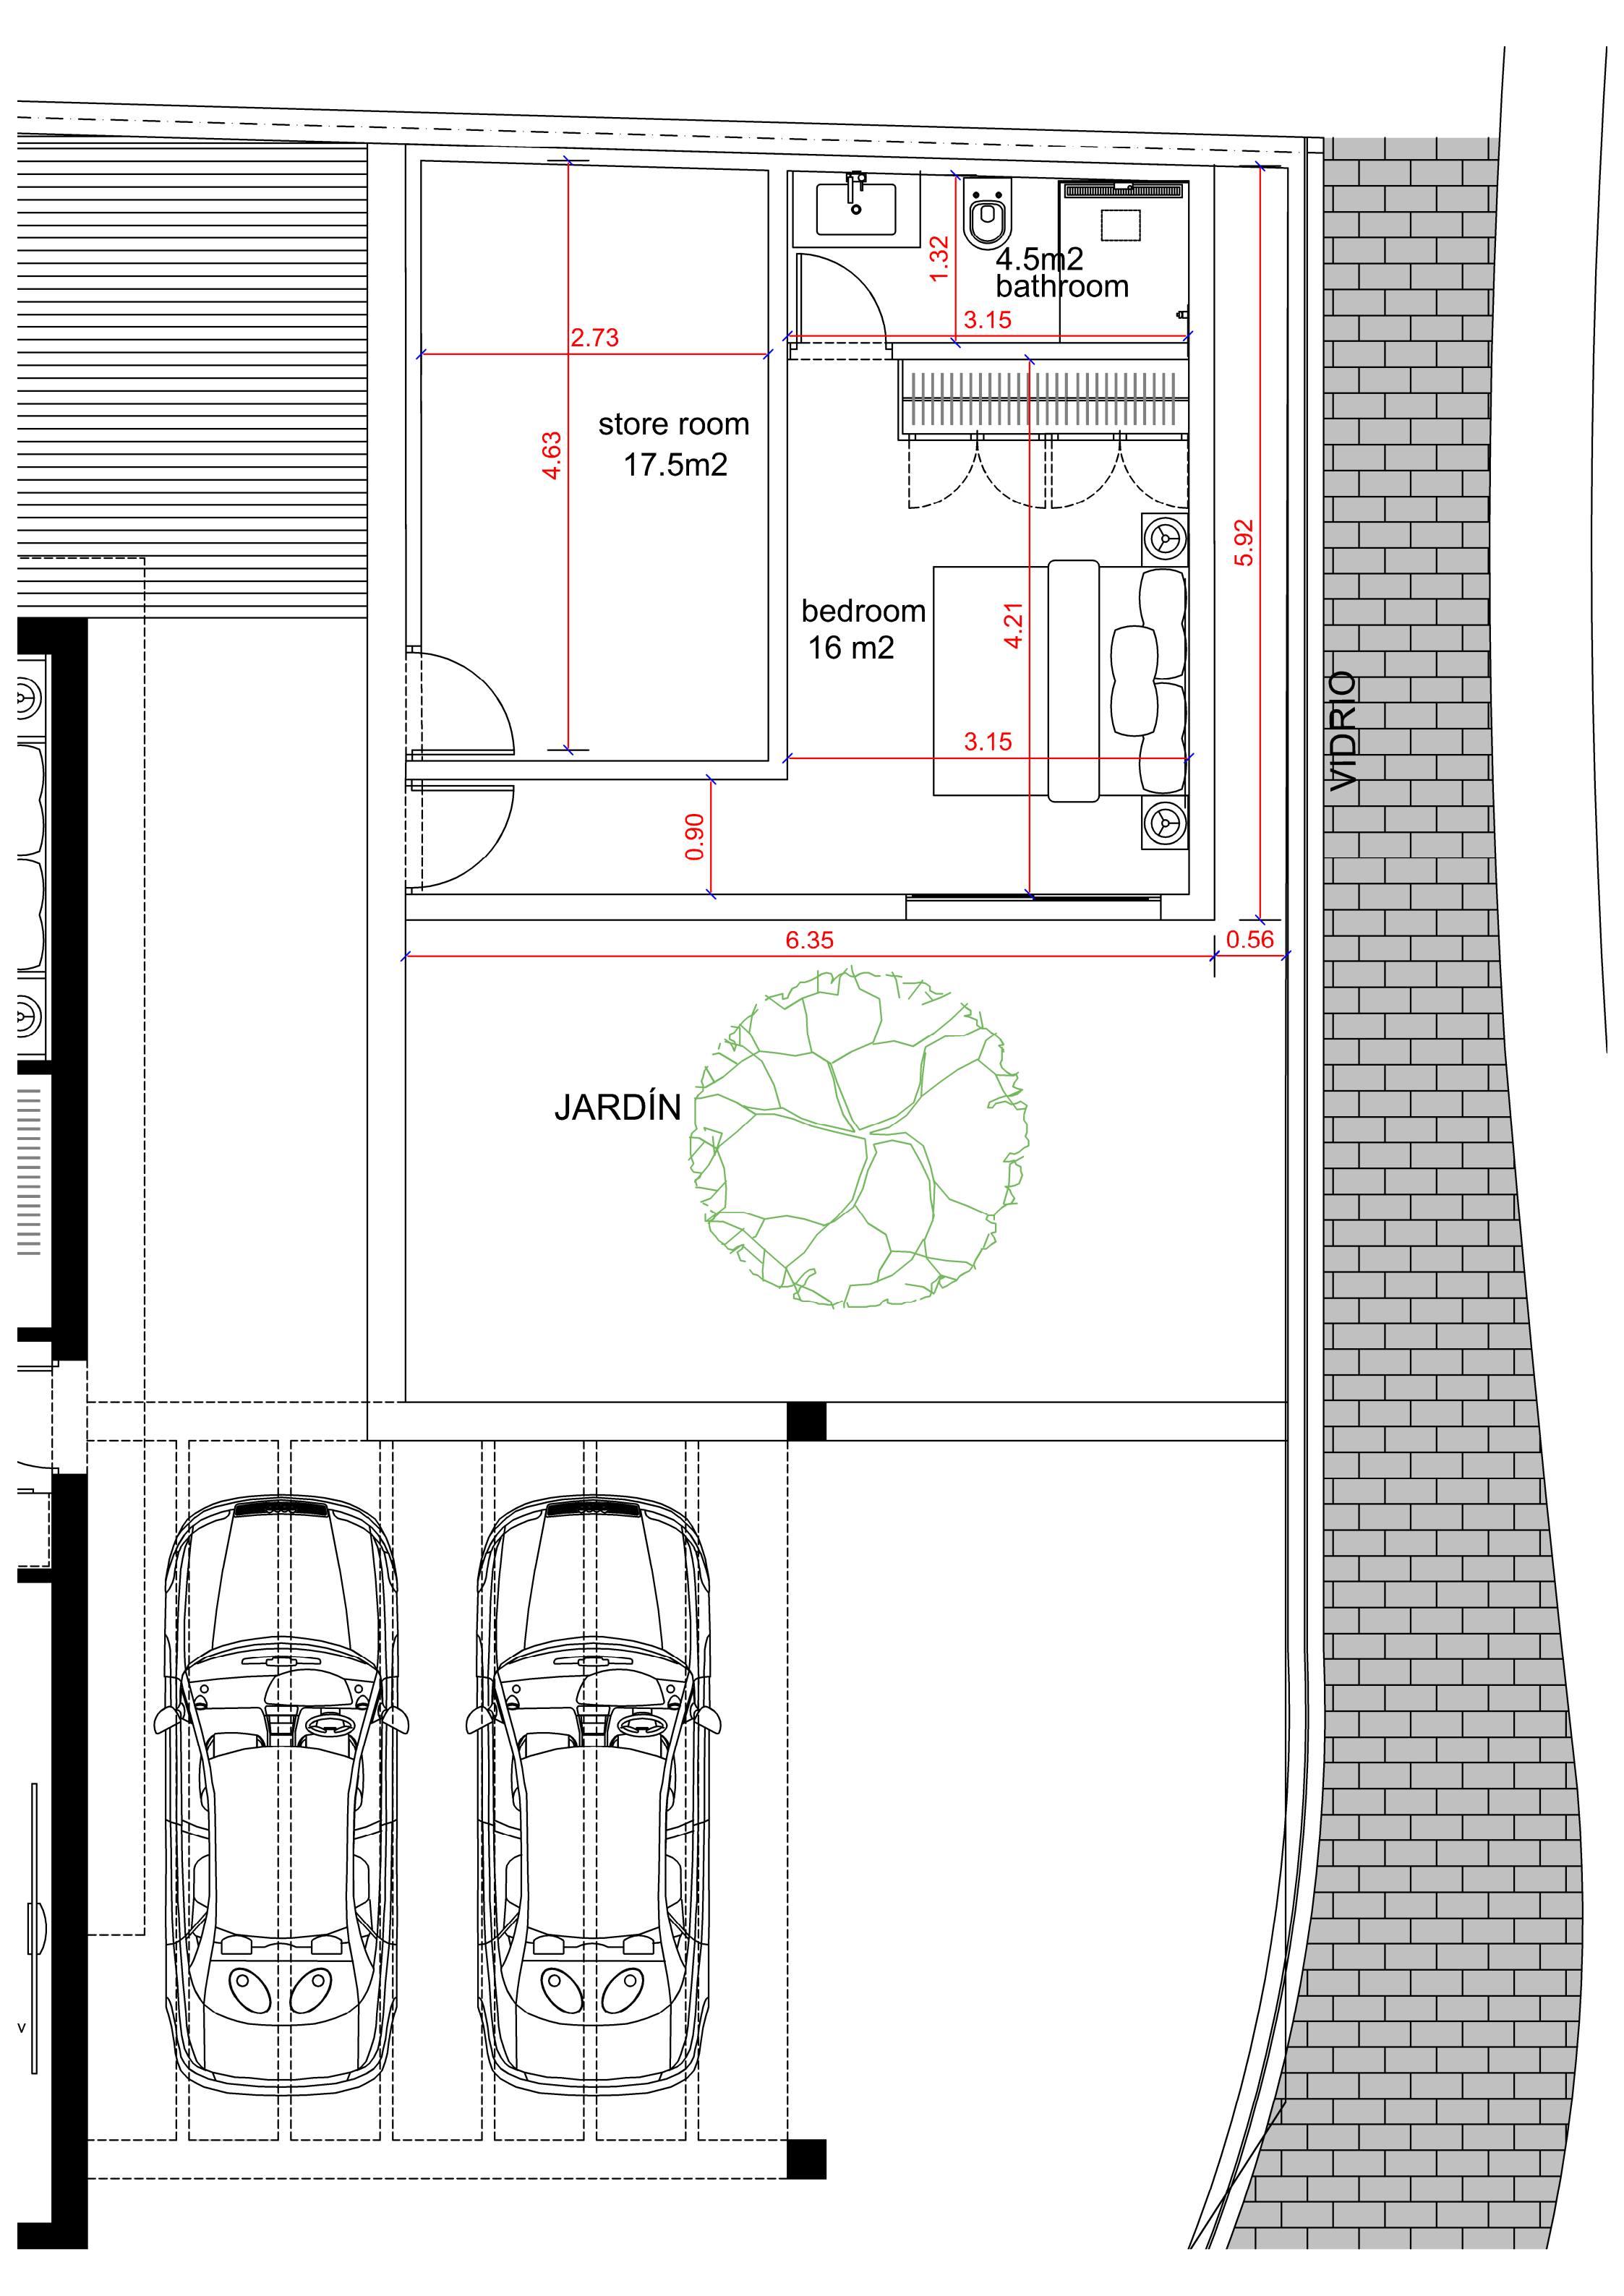 4.5m2
bathroom
1.32
3.15
2.73
store room
17.5m2
4.63
5.92
bedroom
16 m2
4.21
3.15
VIDRIO
0.90
6.35
0.56
JARDÍN
v